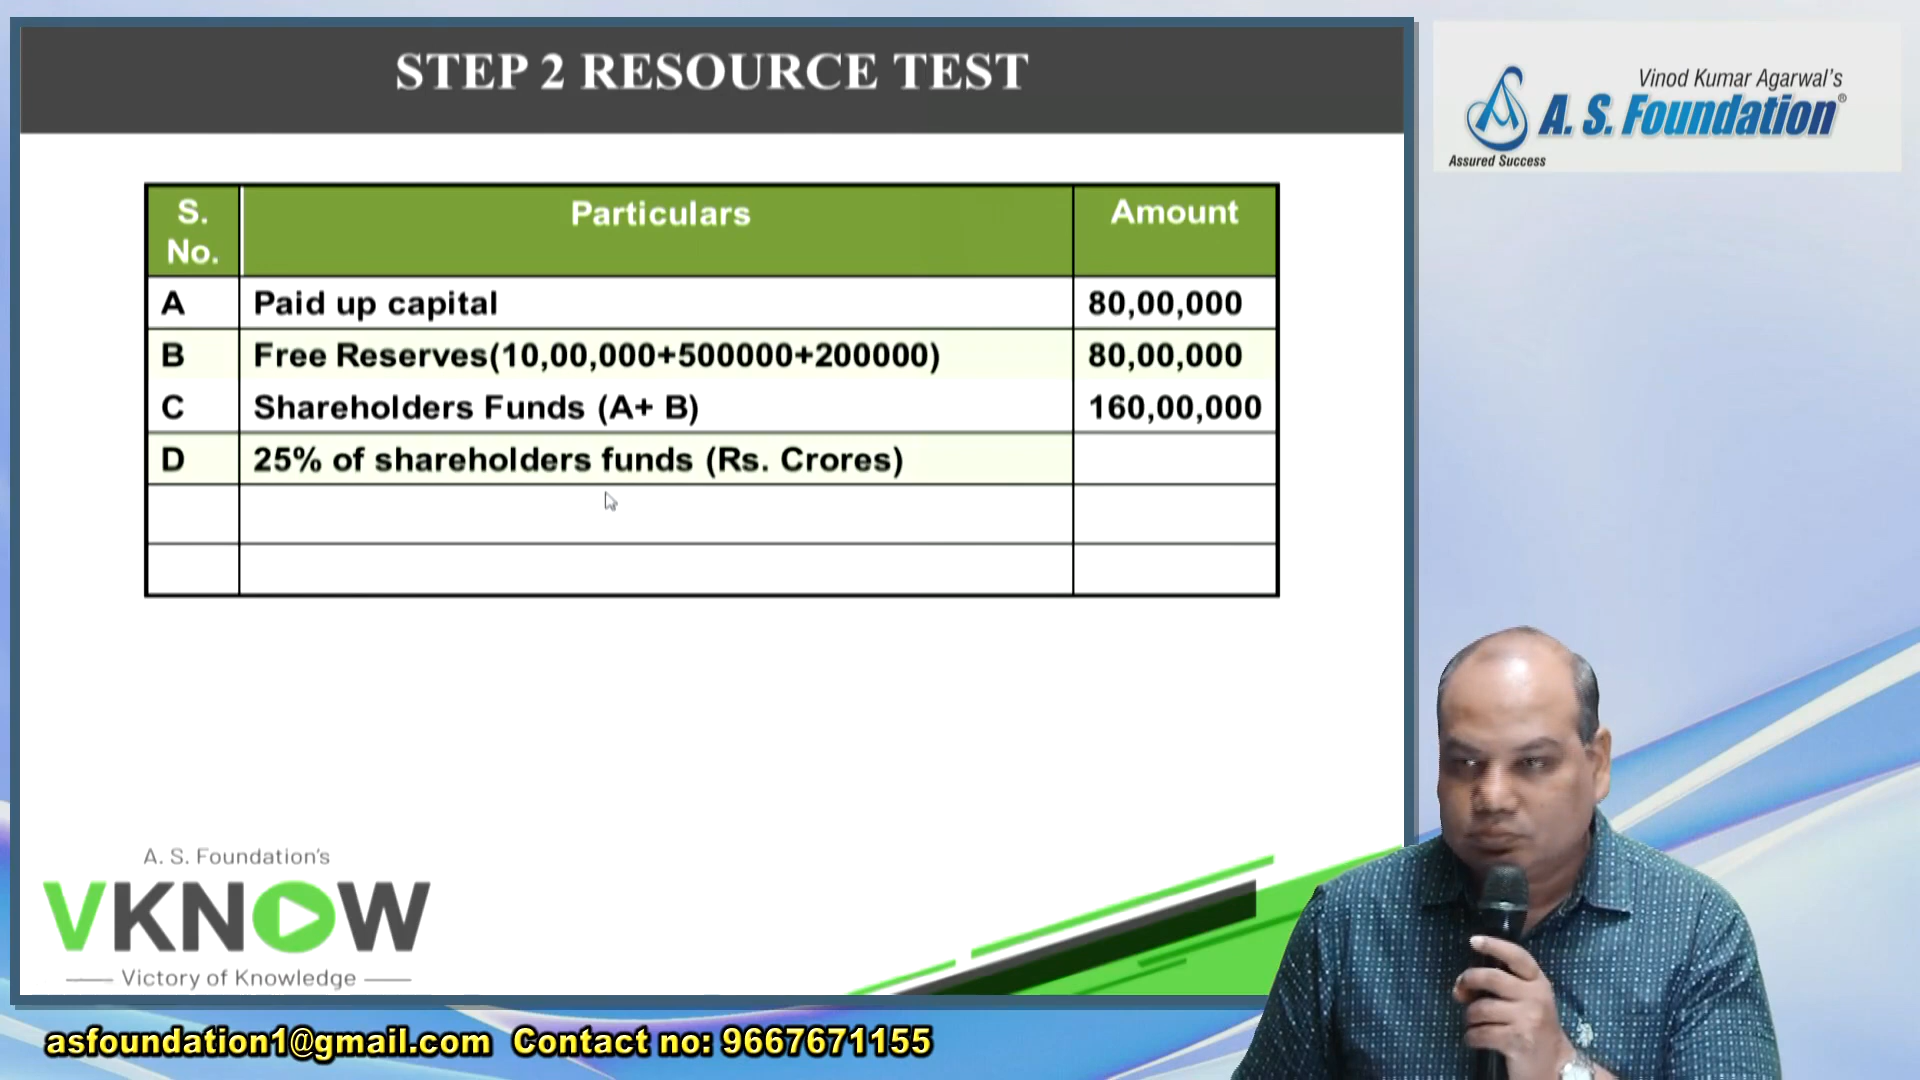 STEP 2 RESOURCE TEST
Vinod Kumar Agarwal's
A. S. Foundation®
Assured Success
S. No. Particulars Amount
A Paid up capital 80,00,000
B Free Reserves(10,00,000+500000+200000) 80,00,000
C Shareholders Funds (A+ B) 160,00,000
D 25% of shareholders funds (Rs. Crores)
A. S. Foundation's
VKNOW
Victory of Knowledge
asfoundation1@gmail.com Contact no: 9667671155